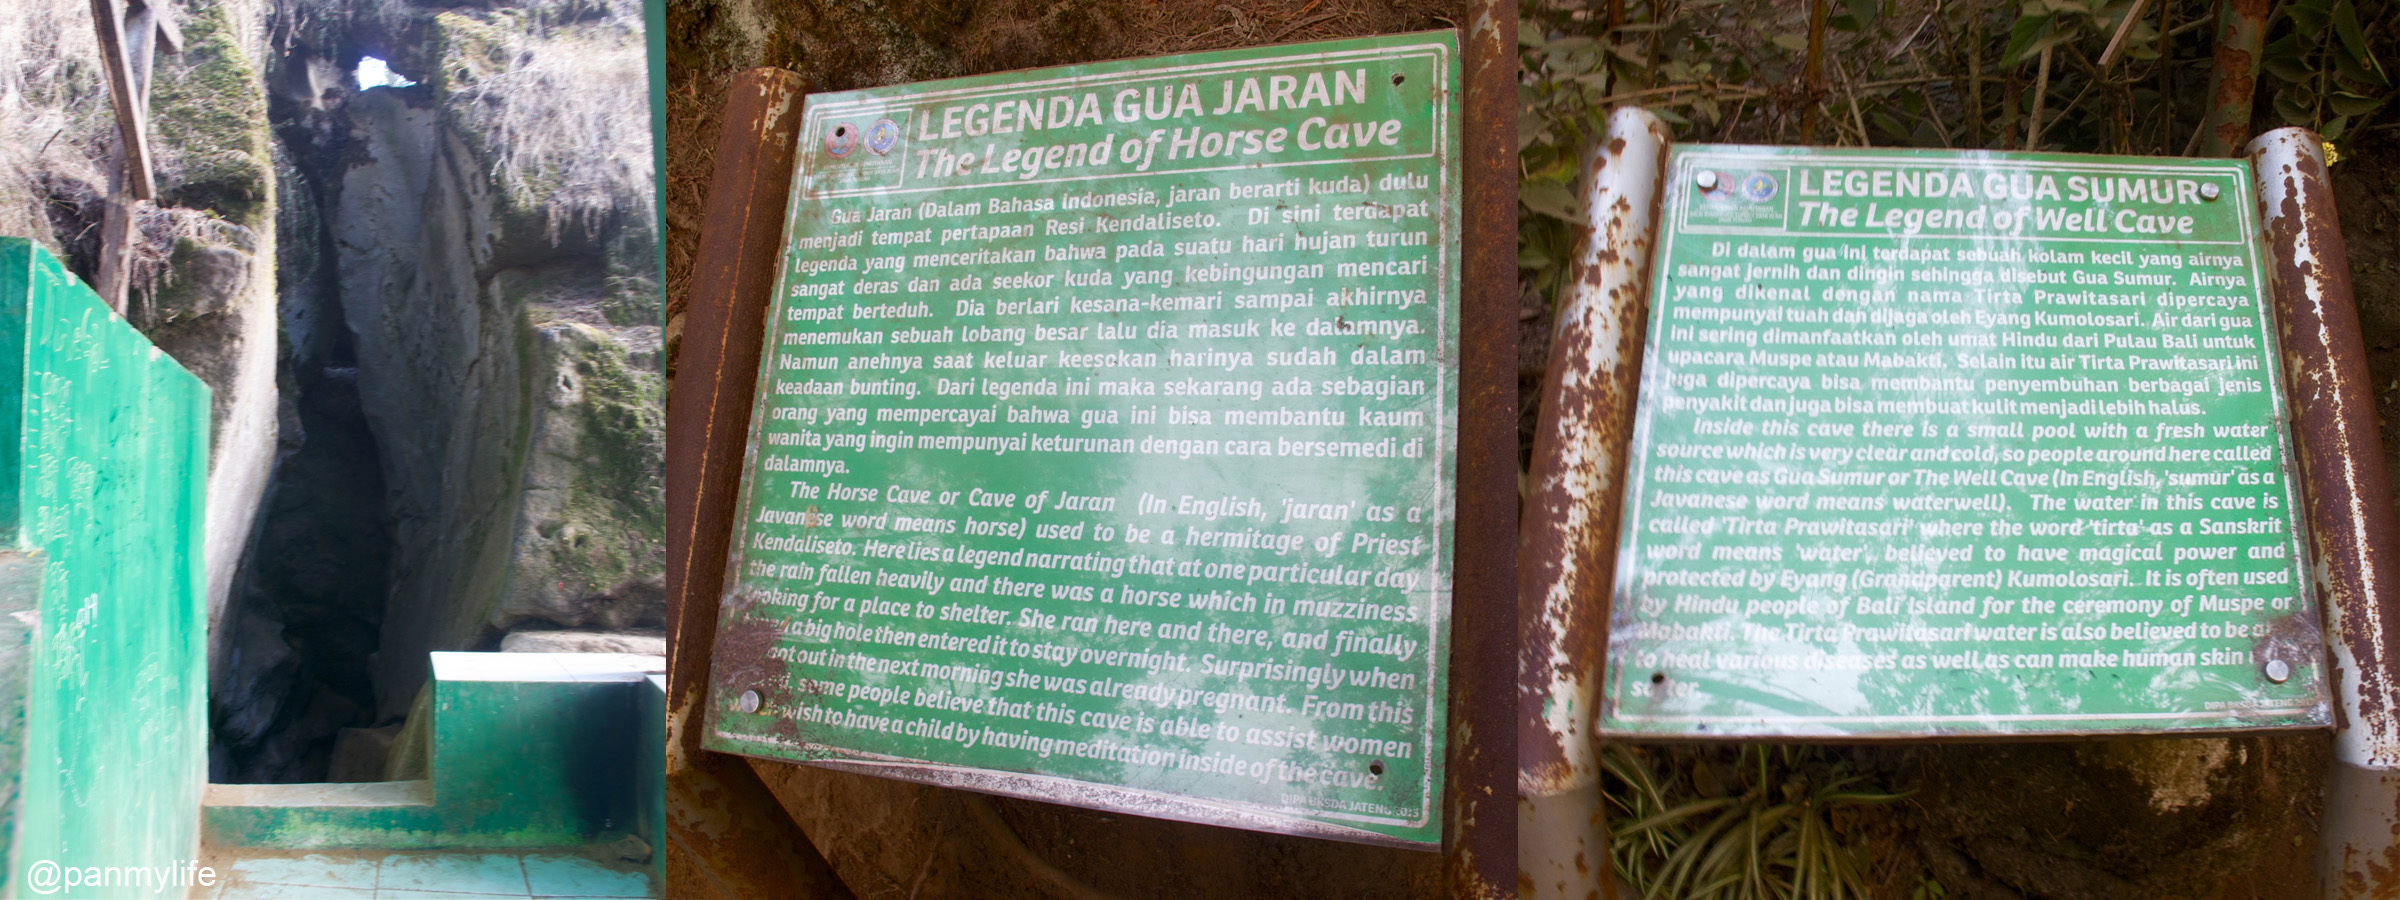 @panmylife
LEGENDA GUA JARAN
The Legend of Horse Cave
Gua Jaran (Dalam Bahasa Indonesia, jaran berarti kuda) dulu
menjadi tempat pertapaan Resi Kendaliseto. Di sini terdapat
legenda yang menceritakan bahwa pada suatu hari hujan turun
sangat deras dan ada seekor kuda yang kebingungan mencari
tempat berteduh. Dia berlari kesana-kemari sampai akhirnya
menemukan sebuah lobang besar lalu dia masuk ke dalamnya.
Namun anehnya saat keluar keesokan harinya sudah dalam
keadaan bunting. Dari legenda ini maka sekarang ada sebagian
orang yang mempercayai bahwa gua ini bisa membantu kaum
wanita yang ingin mempunyai keturunan dengan cara bersemedi di
dalamnya.
The Horse Cave or Cave of Jaran (In English, 'jaran' as a
Javanese word means horse) used to be a hermitage of Priest
Kendaliseto. Here lies a legend narrating that at one particular day
the rain fallen heavily and there was a horse which in muzziness
looking for a place to shelter. She ran here and there, and finally
a big hole then entered it to stay overnight. Surprisingly when
got out in the next morning she was already pregnant. From this
some people believe that this cave is able to assist women
wish to have a child by having meditation inside of the cave.
DIPA BKSDA JATENG 2013
LEGENDA GUA SUMUR
The Legend of Well Cave
Di dalam gua ini terdapat sebuah kolam kecil yang airnya
sangat jernih dan dingin sehingga disebut Gua Sumur. Airnya
yang dikenal dengan nama Tirta Prawitasari dipercaya
mempunyai tuah dan dijaga oleh Eyang Kumolosari. Air dari gua
ini sering dimanfaatkan oleh umat Hindu dari Pulau Bali untuk
upacara Muspe atau Mabakti. Selain itu air Tirta Prawitasari ini
juga dipercaya bisa membantu penyembuhan berbagai jenis
penyakit dan juga bisa membuat kulit menjadi lebih halus.
Inside this cave there is a small pool with a fresh water
source which is very clear and cold, so people around here called
this cave as Gua Sumur or The Well Cave (In English, 'sumur' as a
Javanese word means waterwell). The water in this cave is
called 'Tirta Prawitasari' where the word 'tirta' as a Sanskrit
word means 'water', believed to have magical power and
protected by Eyang (Grandparent) Kumolosari. It is often used
by Hindu people of Bali Island for the ceremony of Muspe or
Mabakti. The Tirta Prawitasari water is also believed to be
to heal various diseases as well as can make human skin
DIPA